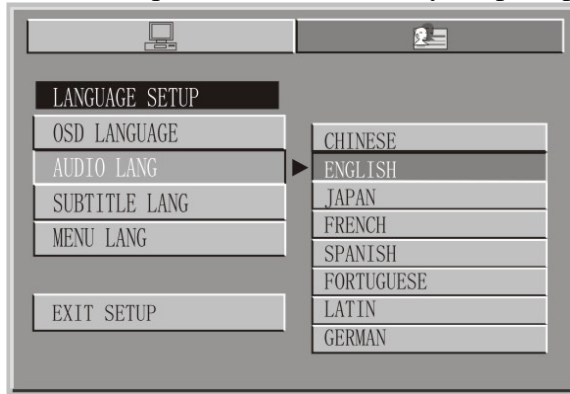 LANGUAGE SETUP
OSD LANGUAGE
AUDIO LANG
SUBTITLE LANG
MENU LANG
EXIT SETUP
CHINESE
ENGLISH
JAPAN
FRENCH
SPANISH
FORTUGUESE
LATIN
GERMAN